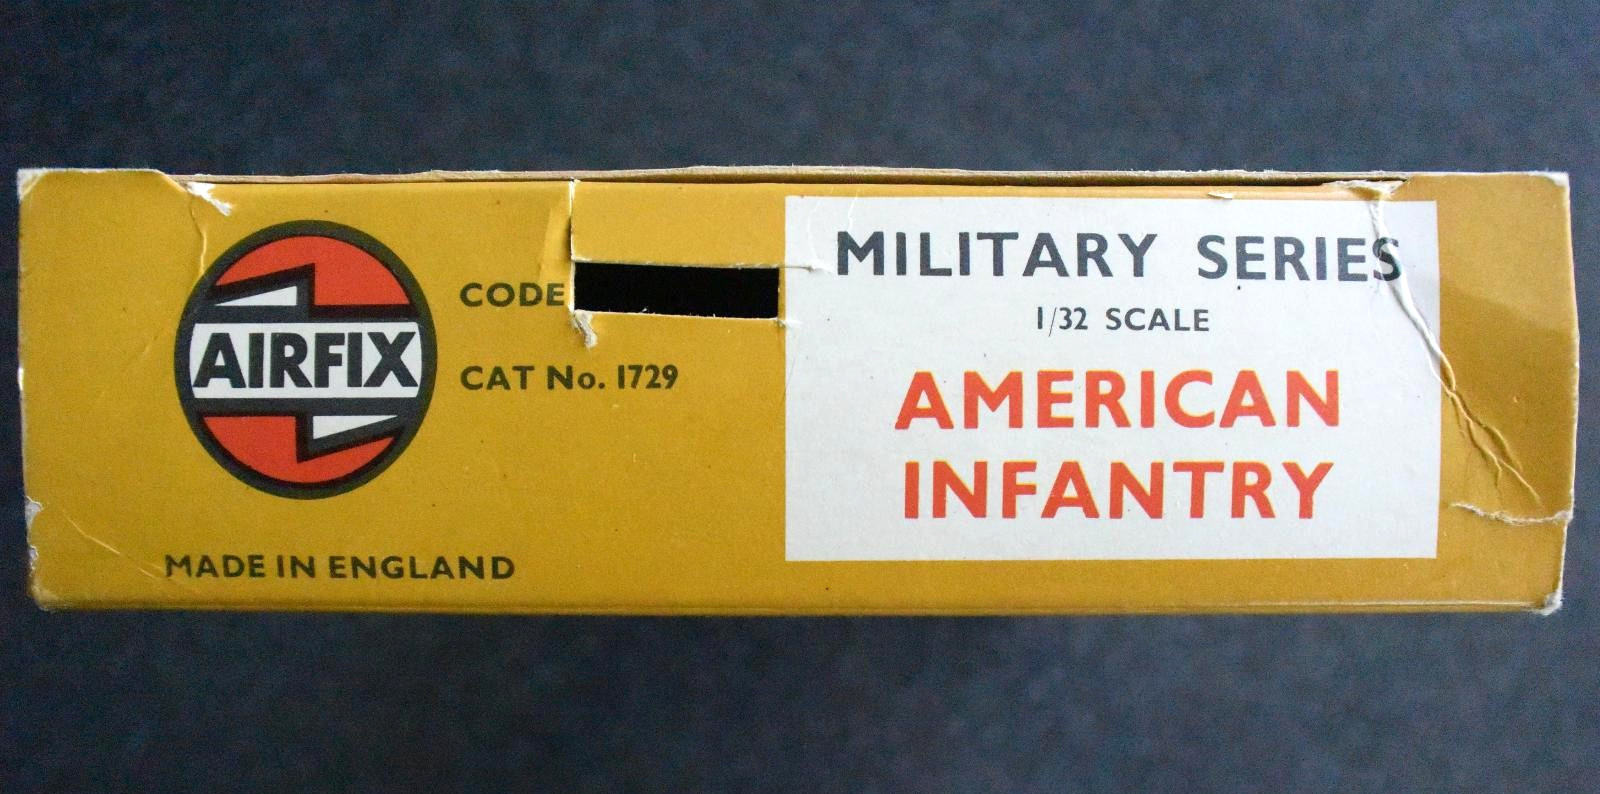 AIRFIX
CODE
CAT No. 1729
MADE IN ENGLAND
MILITARY SERIES
1/32 SCALE
AMERICAN
INFANTRY